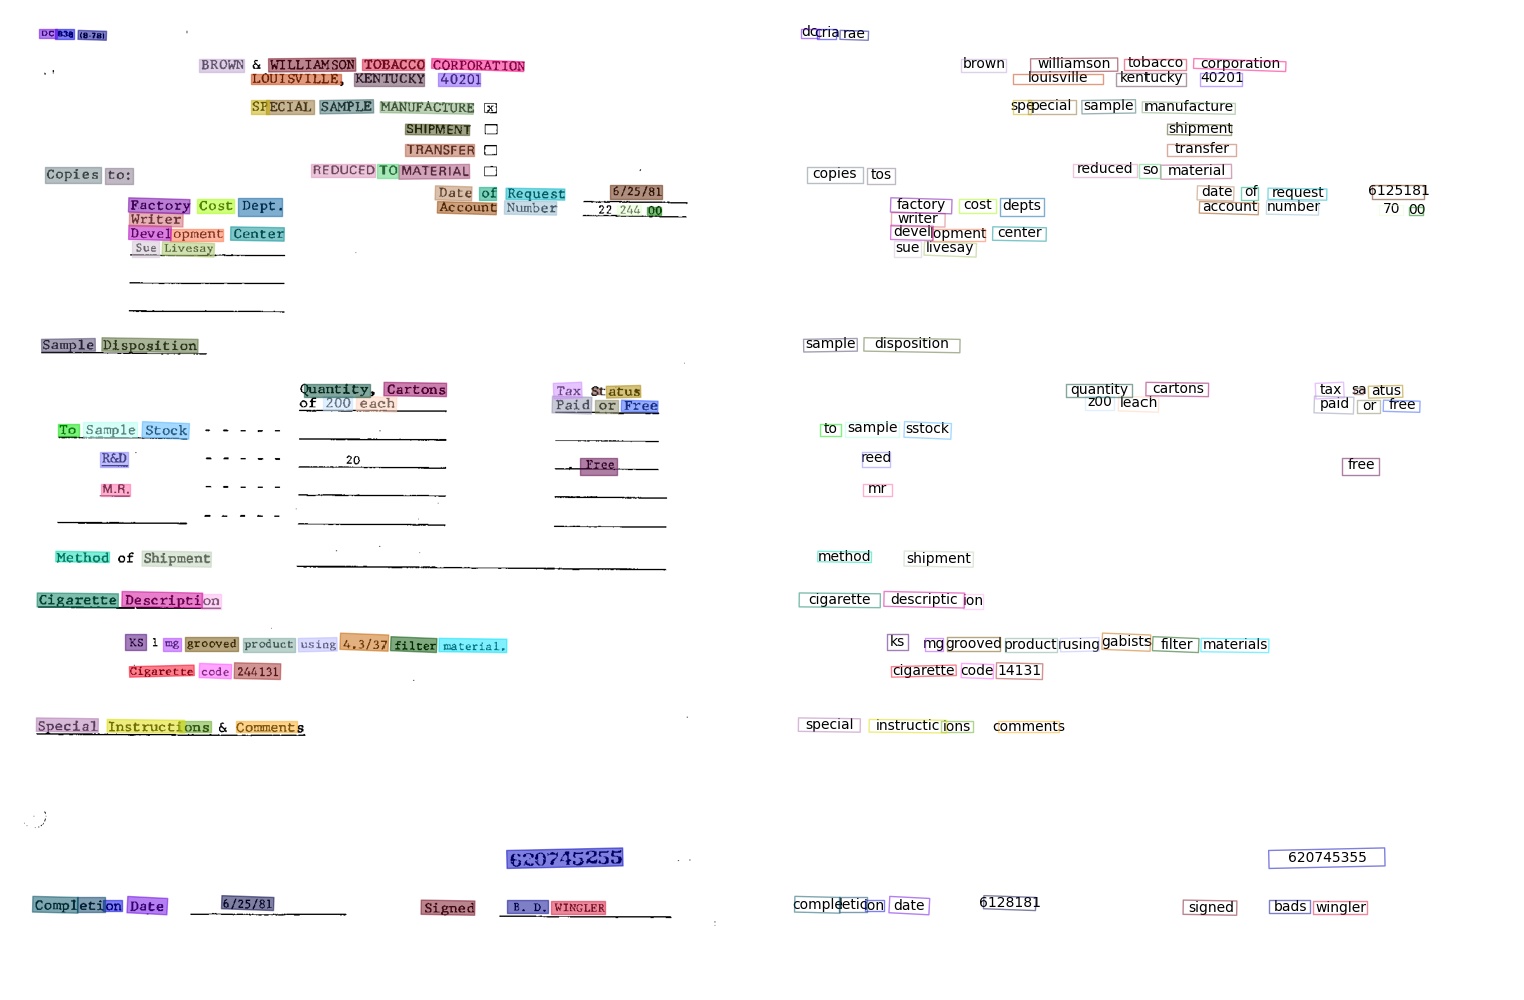 DC 836 (8-78) dc cria rae
BROWN & WILLIAMSON TOBACCO CORPORATION brown williamson tobacco corporation
LOUISVILLE, KENTUCKY 40201 louisville kentucky 40201
SPECIAL SAMPLE MANUFACTURE x spe pecial sample manufacture
SHIPMENT shipment
TRANSFER transfer
REDUCED TO MATERIAL reduced so material
Copies to: copies tos
Date of Request 6/25/81 date of request 6125181
Factory Cost Dept. Account Number 22 244 00 factory cost depts account number 70 00
Writer writer
Development Center devel opment center
Sue Livesay sue livesay
Sample Disposition sample disposition
Quantity, Cartons Tax Status quantity cartons tax sa atus
of 200 each Paid or Free z00 leach paid or free
To Sample Stock - - - - - to sample sstock
R&D - - - - - 20 Free reed free
M.R. - - - - - mr
- - - - -
Method of Shipment method shipment
Cigarette Description cigarette descriptic ion
KS 1 mg grooved product using 4.3/37 filter material. ks mg grooved product rusing gabists filter materials
Cigarette code 244131 cigarette code 14131
Special Instructions & Comments special instructic ions comments
620745255 620745355
Completion Date 6/25/81 Signed B. D. WINGLER date 6128181 signed bads wingler